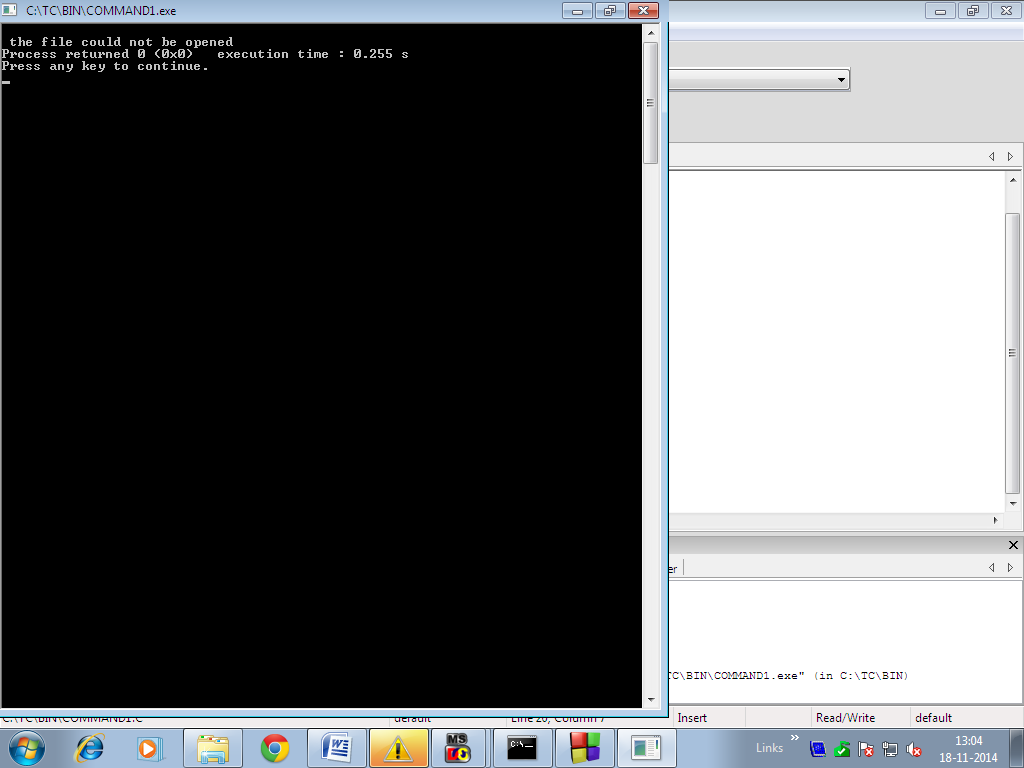 C:\TC\BIN\COMMAND1.exe
the file could not be opened
Process returned 0 (0x0)   execution time : 0.255 s
Press any key to continue.
er
TC\BIN\COMMAND1.exe" (in C:\TC\BIN)
C:\TC\BIN\COMMAND1.C default Line 20, Column 7 Insert Read/Write default
MS
C:\
W
Links » 13:04
18-11-2014